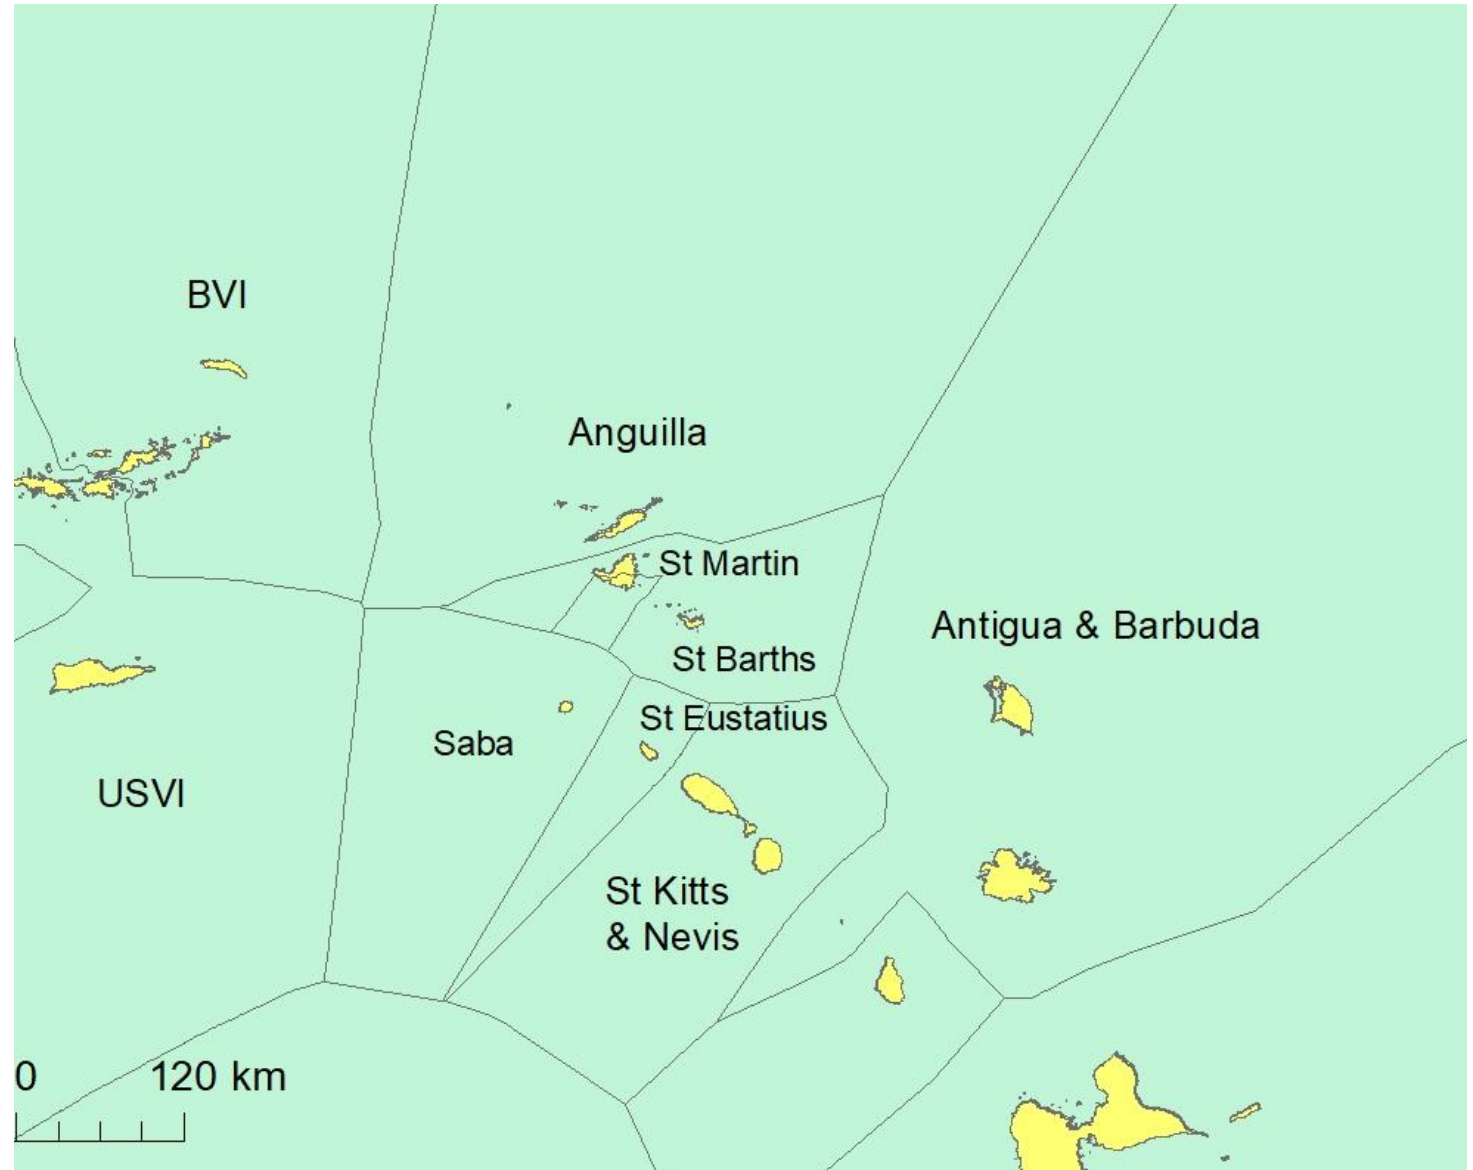 BVI
Anguilla
St Martin
Antigua & Barbuda
St Barths
St Eustatius
Saba
USVI
St Kitts
& Nevis
0 120 km